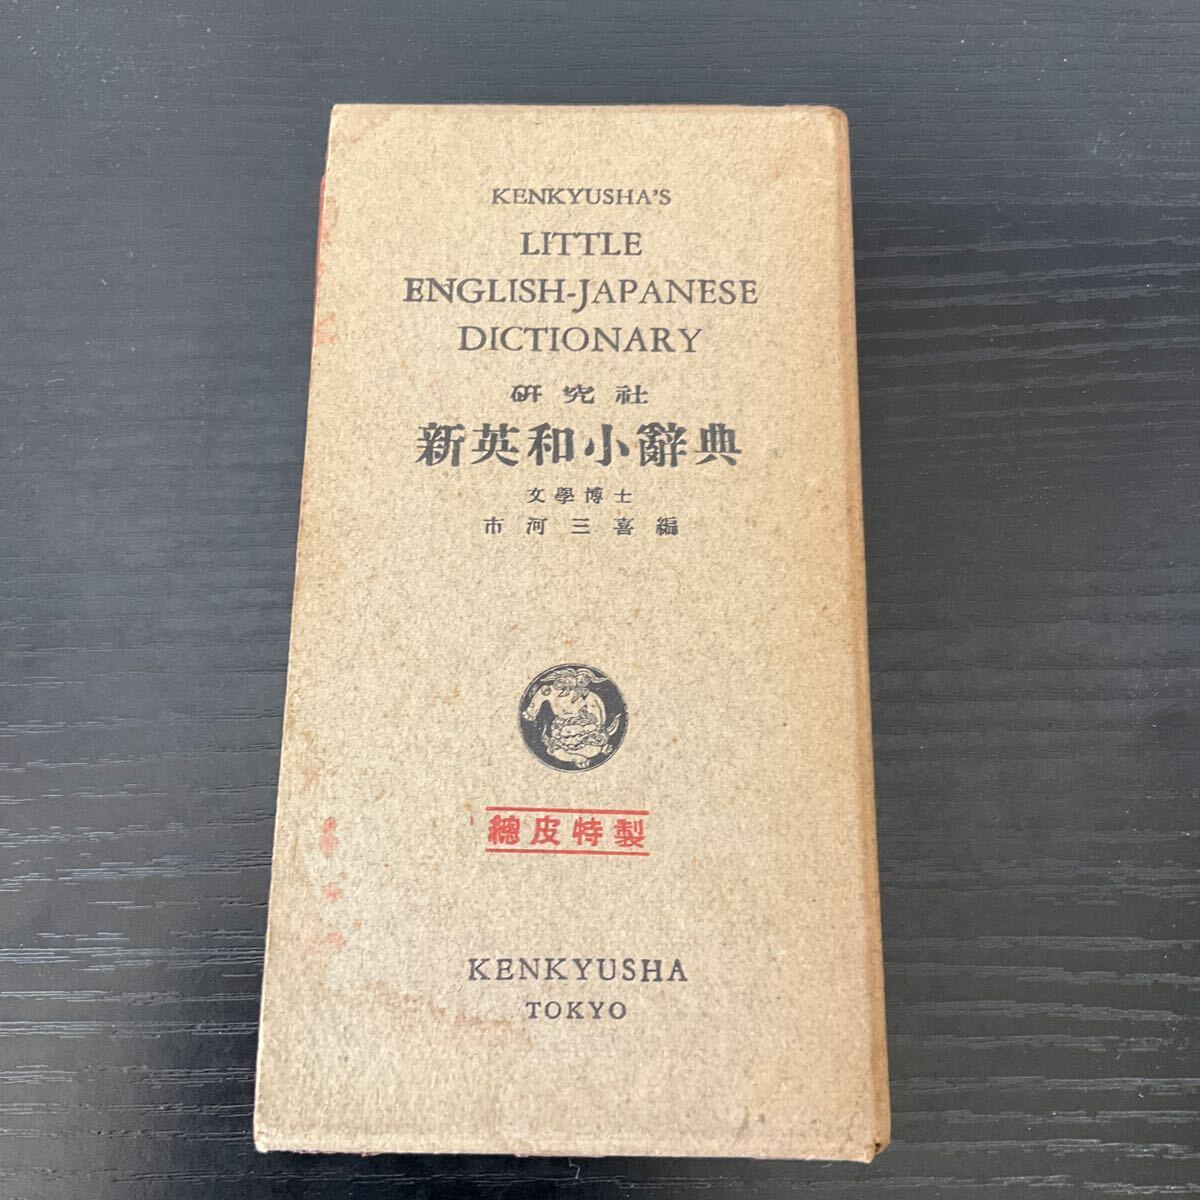 KENKYUSHA'S
LITTLE
ENGLISH-JAPANESE
DICTIONARY
研究社
新英和小辭典
文學博士
市河三喜編
總皮特製
KENKYUSHA
TOKYO